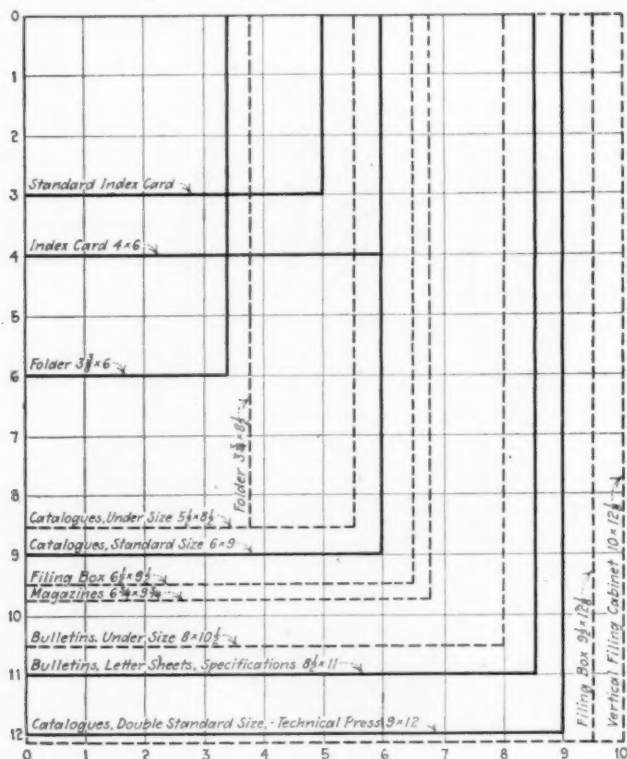 0
1
2
Standard Index Card
3
Index Card 4×6
4
5
Folder 3⅜×6
6
Folder 3¾×8½
7
8
Catalogues, Under Size 5½×8½
Catalogues, Standard Size 6×9
9
Filing Box 6½×9½
Magazines 6¾×9¾
10
Bulletins. Under Size 8×10½
Bulletins, Letter Sheets, Specifications 8½×11
11
Filing Box 9½×12⅛
Vertical Filing Cabinet 10×12⅛
Catalogues, Double Standard Size, - Technical Press 9×12
12
0 1 2 3 4 5 6 7 8 9 10